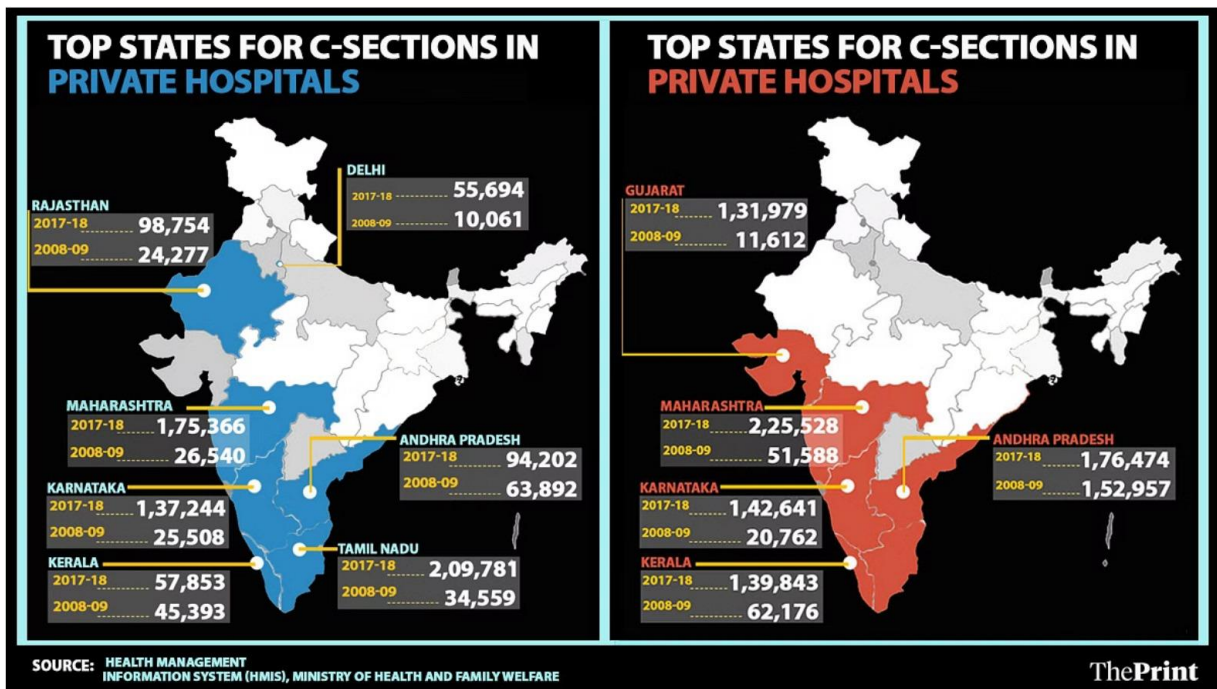 TOP STATES FOR C-SECTIONS IN
PRIVATE HOSPITALS
DELHI
2017-18 55,694
2008-09 10,061
RAJASTHAN
2017-18 98,754
2008-09 24,277
MAHARASHTRA
2017-18 1,75,366
2008-09 26,540
ANDHRA PRADESH
2017-18 94,202
2008-09 63,892
KARNATAKA
2017-18 1,37,244
2008-09 25,508
TAMIL NADU
2017-18 2,09,781
2008-09 34,559
KERALA
2017-18 57,853
2008-09 45,393
TOP STATES FOR C-SECTIONS IN
PRIVATE HOSPITALS
GUJARAT
2017-18 1,31,979
2008-09 11,612
MAHARASHTRA
2017-18 2,25,528
2008-09 51,588
ANDHRA PRADESH
2017-18 1,76,474
2008-09 1,52,957
KARNATAKA
2017-18 1,42,641
2008-09 20,762
KERALA
2017-18 1,39,843
2008-09 62,176
SOURCE: HEALTH MANAGEMENT
INFORMATION SYSTEM (HMIS), MINISTRY OF HEALTH AND FAMILY WELFARE
ThePrint